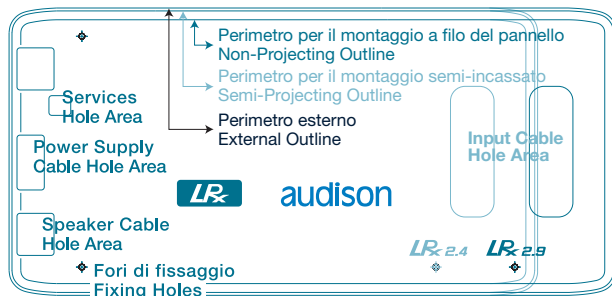 Perimetro per il montaggio a filo del pannello
Non-Projecting Outline
Perimetro per il montaggio semi-incassato
Semi-Projecting Outline
Perimetro esterno
External Outline
Services
Hole Area
Power Supply
Cable Hole Area
Input Cable
Hole Area
LRx audison
Speaker Cable
Hole Area
LRx 2.4 LRx 2.9
Fori di fissaggio
Fixing Holes